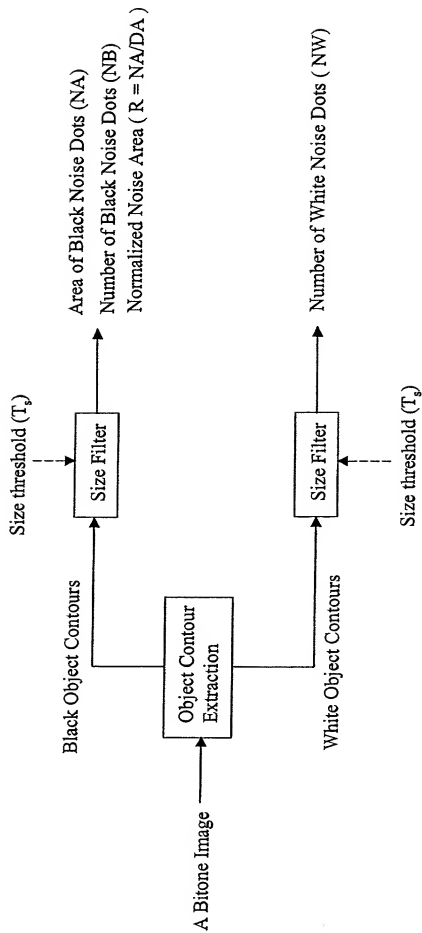 A Bitone Image
Object Contour
Extraction
Black Object Contours
White Object Contours
Size threshold (Ts)
Size Filter
Area of Black Noise Dots (NA)
Number of Black Noise Dots (NB)
Normalized Noise Area ( R = NA/DA )
Size Filter
Size threshold (Ts)
Number of White Noise Dots ( NW)